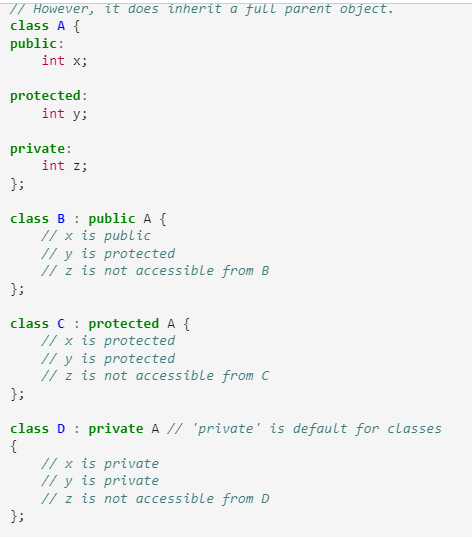 // However, it does inherit a full parent object.
class A {
public:
    int x;

protected:
    int y;

private:
    int z;
};

class B : public A {
    // x is public
    // y is protected
    // z is not accessible from B
};

class C : protected A {
    // x is protected
    // y is protected
    // z is not accessible from C
};

class D : private A // 'private' is default for classes
{
    // x is private
    // y is private
    // z is not accessible from D
};